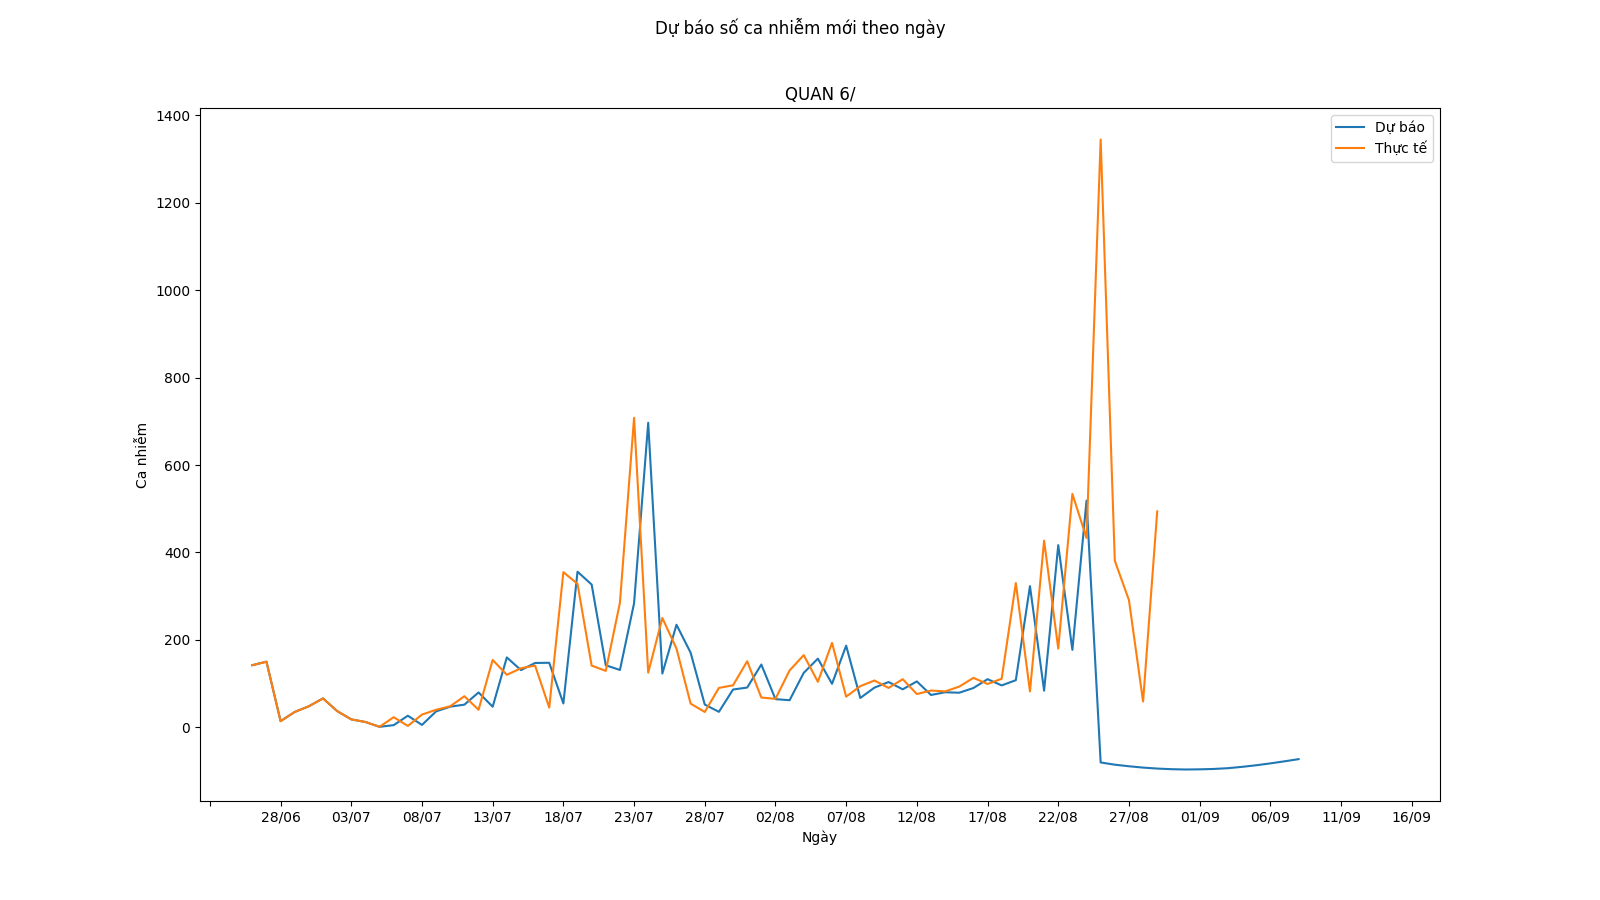 Dự báo số ca nhiễm mới theo ngày
QUAN 6/
Dự báo
Thực tế
1400
1200
1000
800
600
400
200
0
Ca nhiễm
28/06 03/07 08/07 13/07 18/07 23/07 28/07 02/08 07/08 12/08 17/08 22/08 27/08 01/09 06/09 11/09 16/09
Ngày